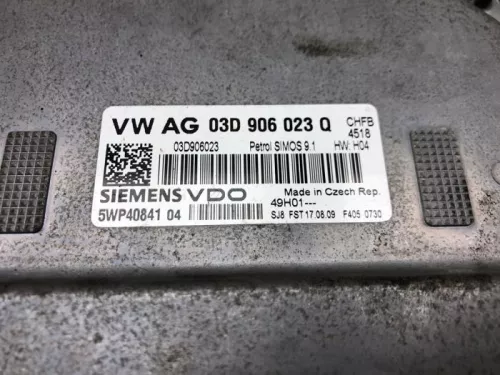 VW AG 03D 906 023 Q CHFB
4518
03D906023 Petrol SIMOS 9.1 HW: H04
SIEMENS VDO Made in Czech Rep.
49H01---
5WP40841 04 SJ8 FST 17.08.09 F405 0730